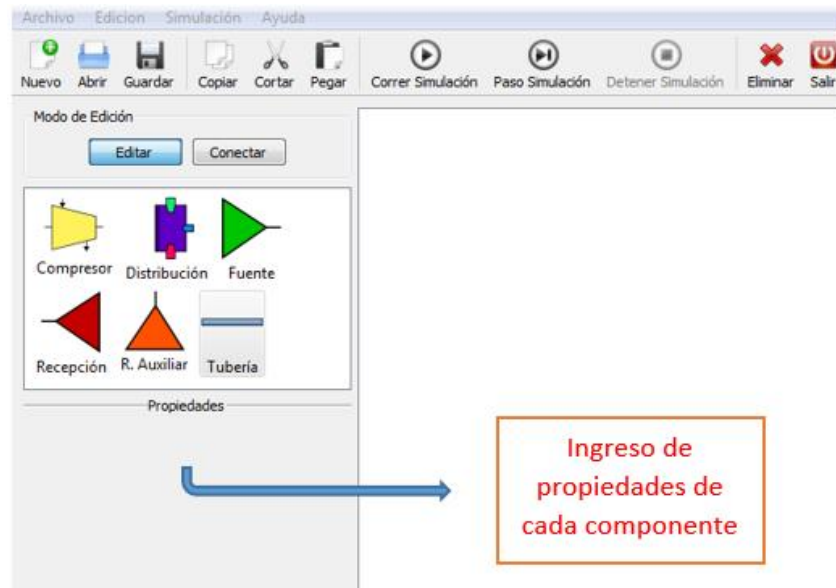 Archivo Edicion Simulación Ayuda
Nuevo Abrir Guardar Copiar Cortar Pegar Correr Simulación Paso Simulación Detener Simulación Eliminar Salir
Modo de Edición
Editar Conectar
Compresor Distribución Fuente
Recepción R. Auxiliar Tubería
Propiedades
Ingreso de
propiedades de
cada componente